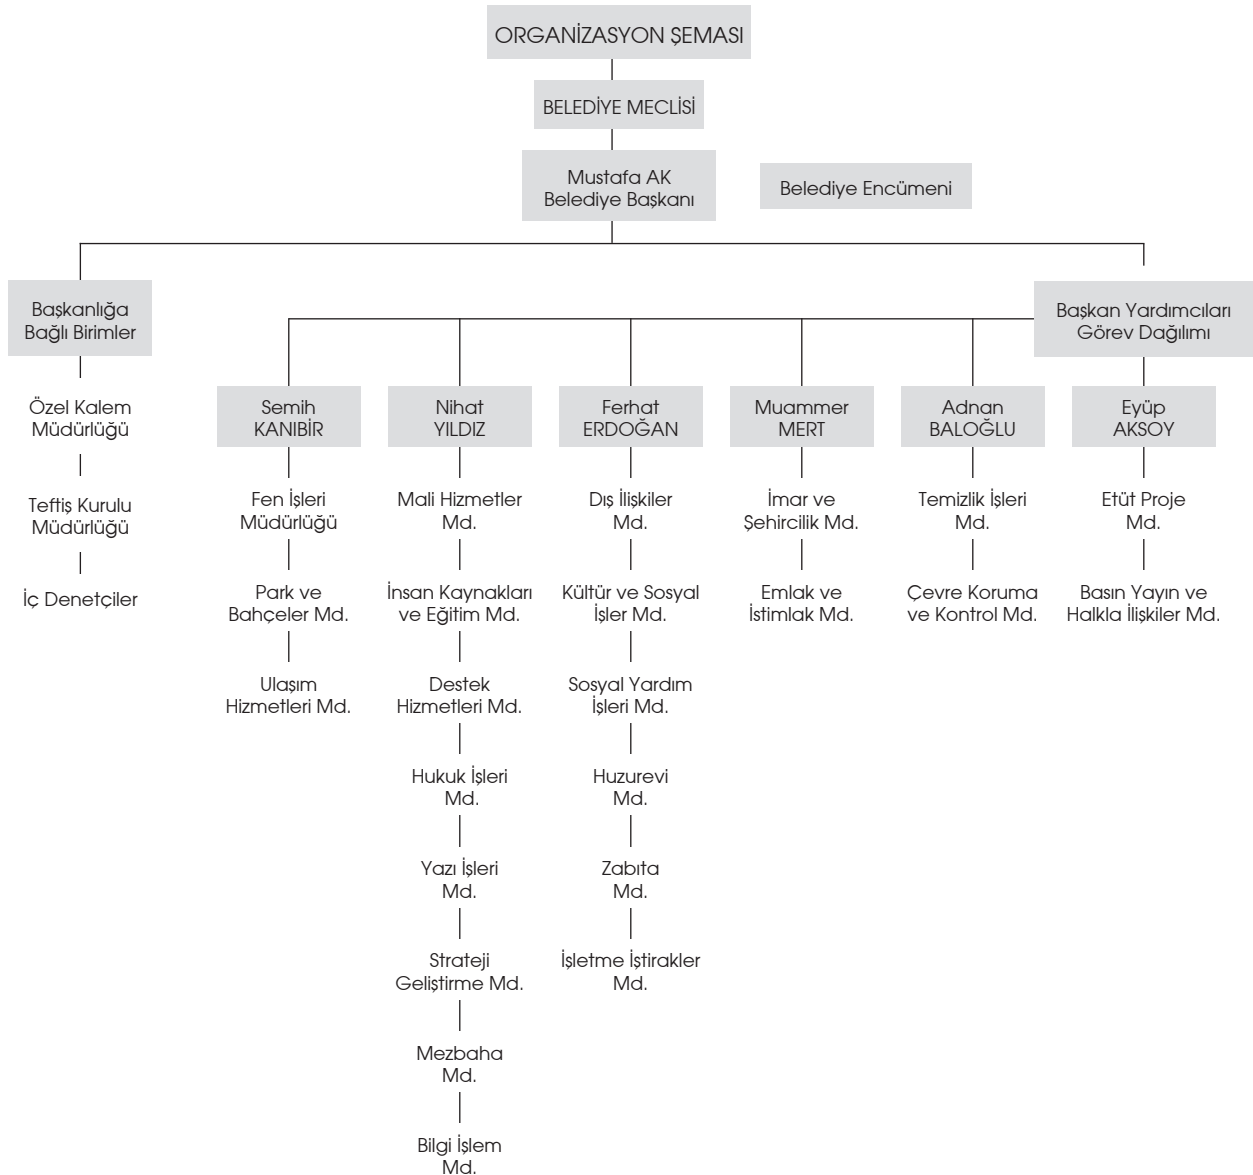 ORGANİZASYON ŞEMASI
BELEDİYE MECLİSİ
Mustafa AK
Belediye Başkanı
Belediye Encümeni
Başkanlığa
Bağlı Birimler
Özel Kalem
Müdürlüğü
Teftiş Kurulu
Müdürlüğü
İç Denetçiler
Başkan Yardımcıları
Görev Dağılımı
Semih
KANIBİR
Fen İşleri
Müdürlüğü
Park ve
Bahçeler Md.
Ulaşım
Hizmetleri Md.
Nihat
YILDIZ
Mali Hizmetler
Md.
İnsan Kaynakları
ve Eğitim Md.
Destek
Hizmetleri Md.
Hukuk İşleri
Md.
Yazı İşleri
Md.
Strateji
Geliştirme Md.
Mezbaha
Md.
Bilgi İşlem
Md.
Ferhat
ERDOĞAN
Dış İlişkiler
Md.
Kültür ve Sosyal
İşler Md.
Sosyal Yardım
İşleri Md.
Huzurevi
Md.
Zabıta
Md.
İşletme İştirakler
Md.
Muammer
MERT
İmar ve
Şehircilik Md.
Emlak ve
İstimlak Md.
Adnan
BALOĞLU
Temizlik İşleri
Md.
Çevre Koruma
ve Kontrol Md.
Eyüp
AKSOY
Etüt Proje
Md.
Basın Yayın ve
Halkla İlişkiler Md.